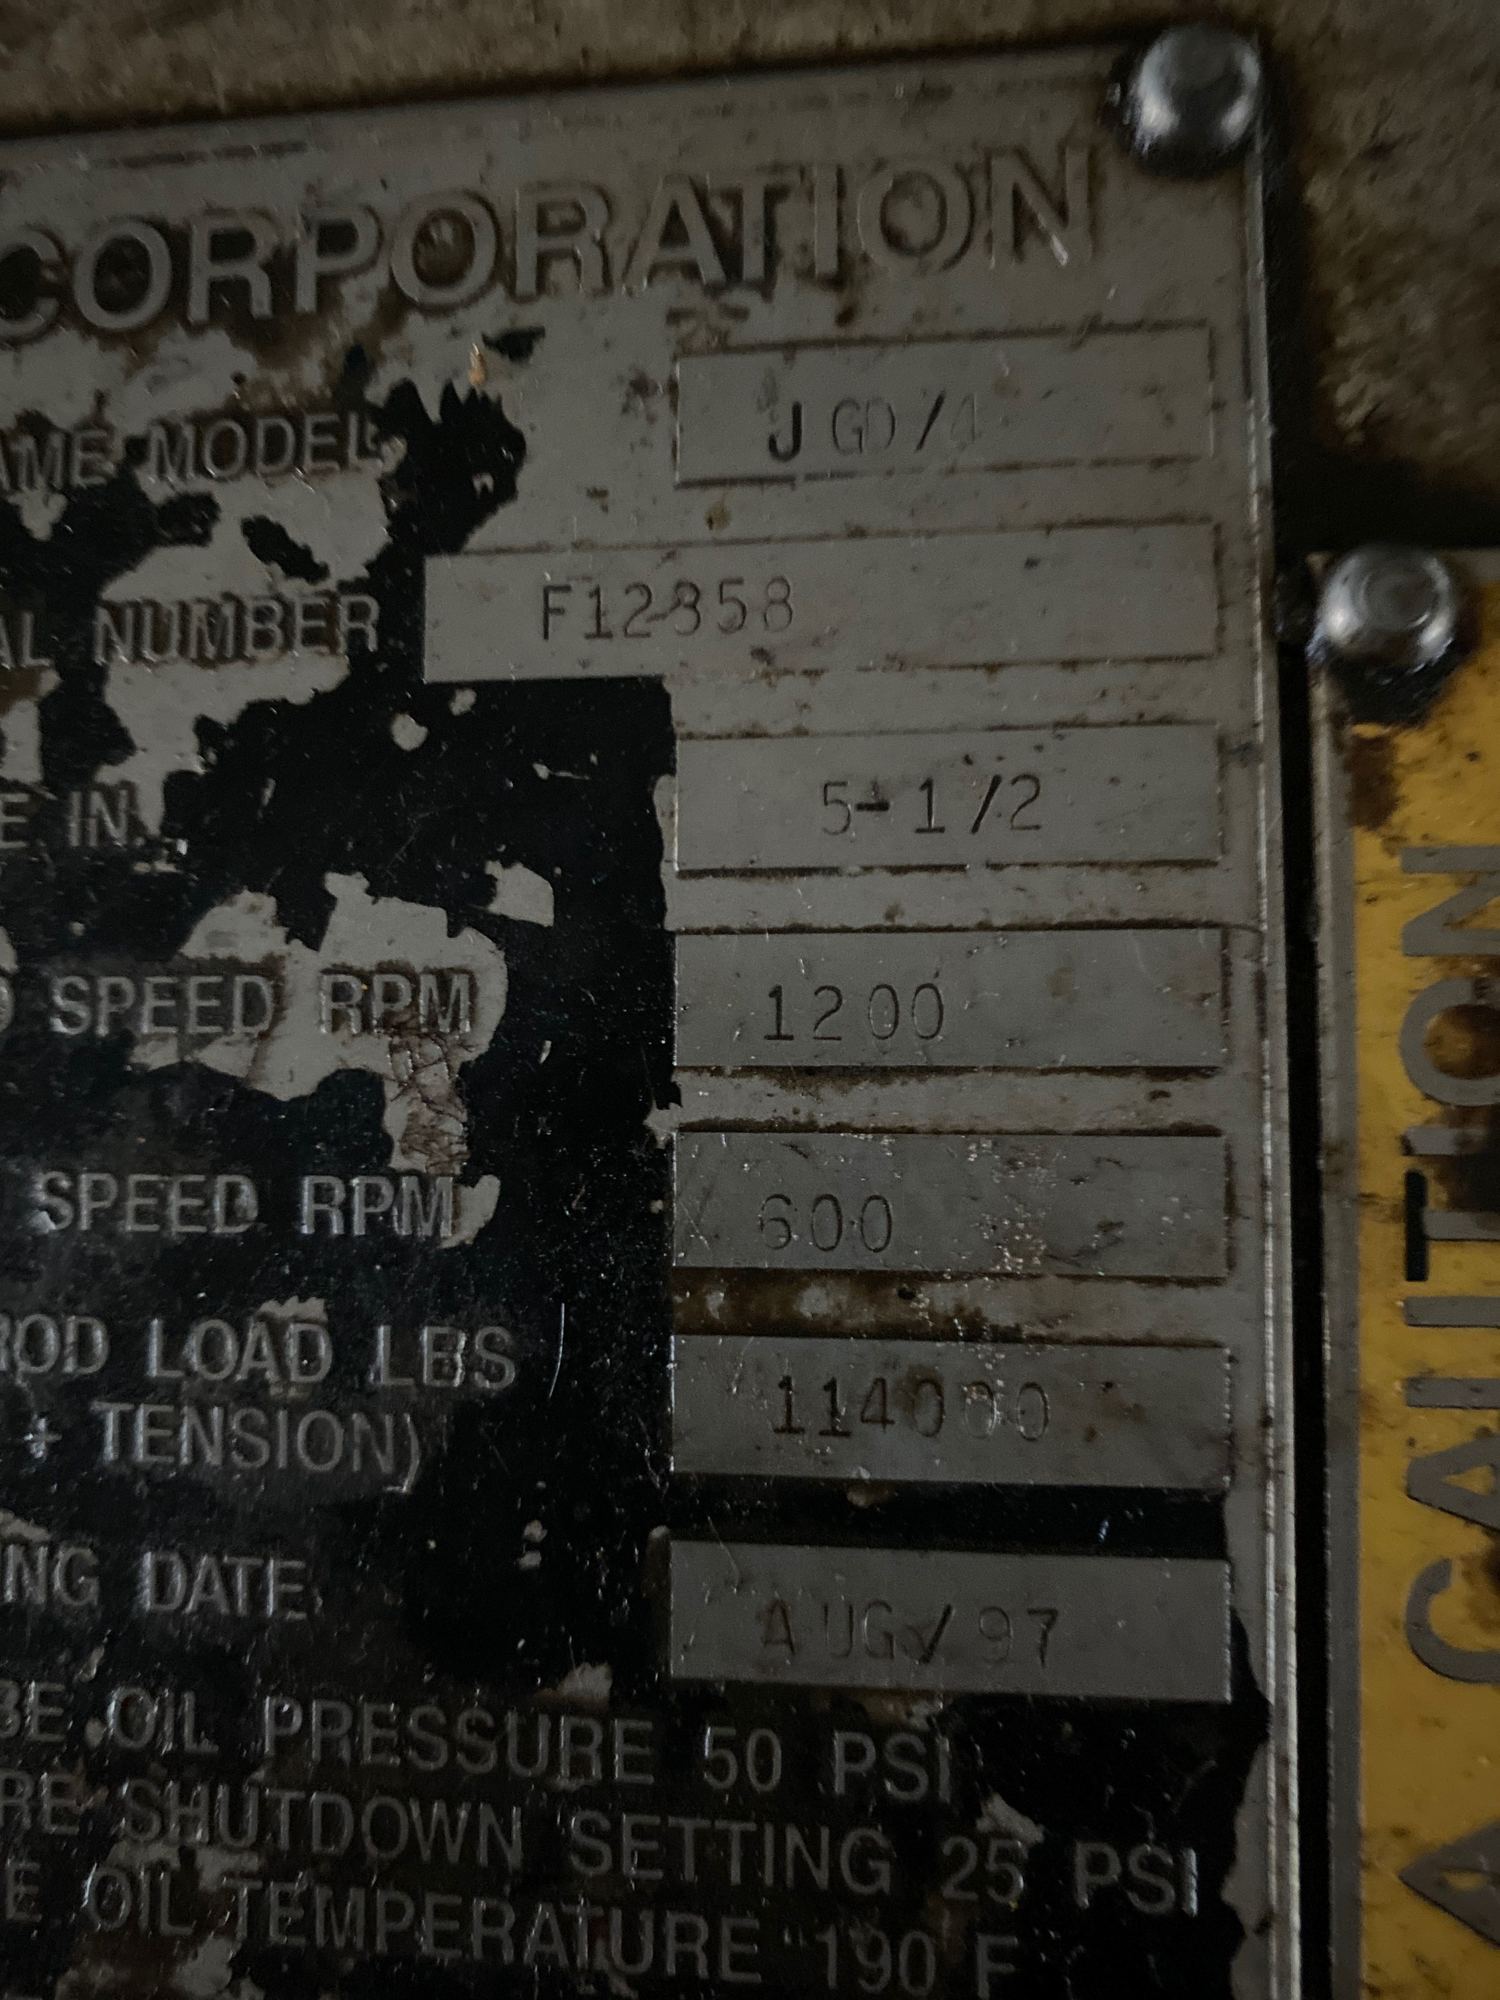 CORPORATION
AME MODEL JGD/4
AL NUMBER F12858
E IN. 5-1/2
D SPEED RPM 1200
SPEED RPM 600
ROD LOAD LBS 114000
+ TENSION)
NG DATE AUG/97
BE OIL PRESSURE 50 PSI
RE SHUTDOWN SETTING 25 PSI
E OIL TEMPERATURE 190 F
CAUTION